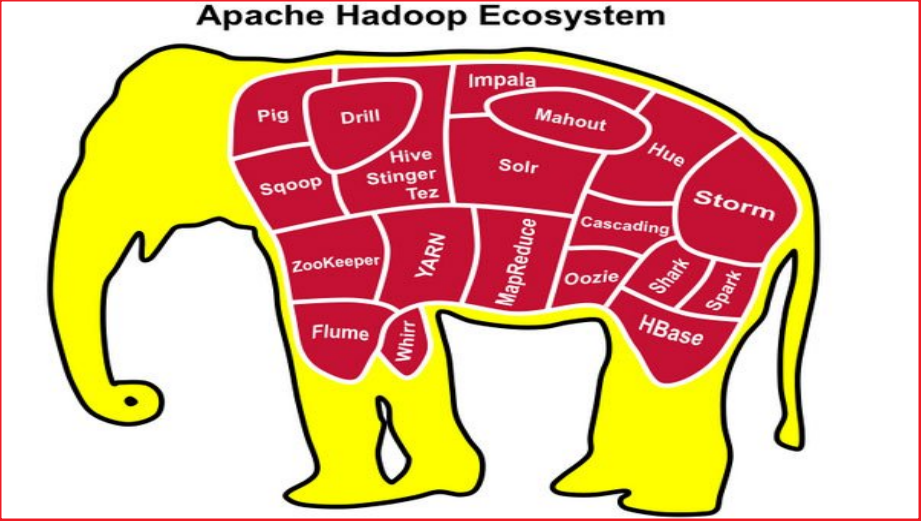 Apache Hadoop Ecosystem
Impala
Pig
Drill
Mahout
Hue
Hive
Stinger
Tez
Solr
Sqoop
Storm
Cascading
ZooKeeper
YARN
MapReduce
Oozie
Shark
Spark
Flume
Whirr
HBase